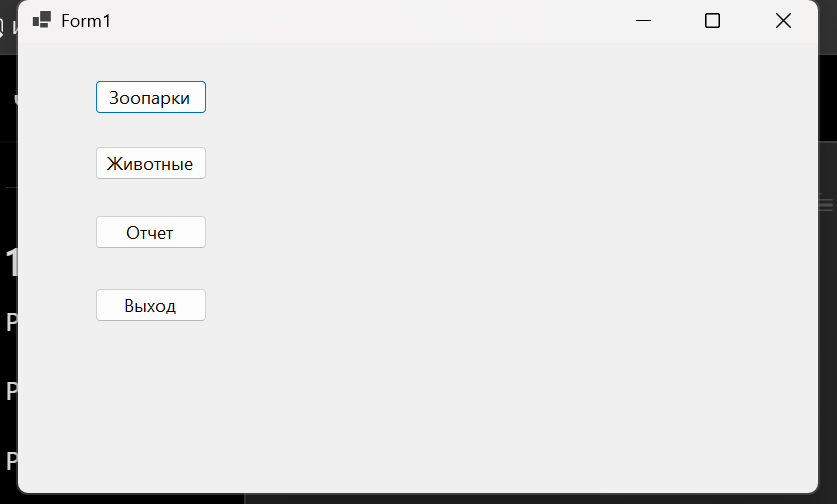 Form1
Зоопарки
Животные
Отчет
Выход